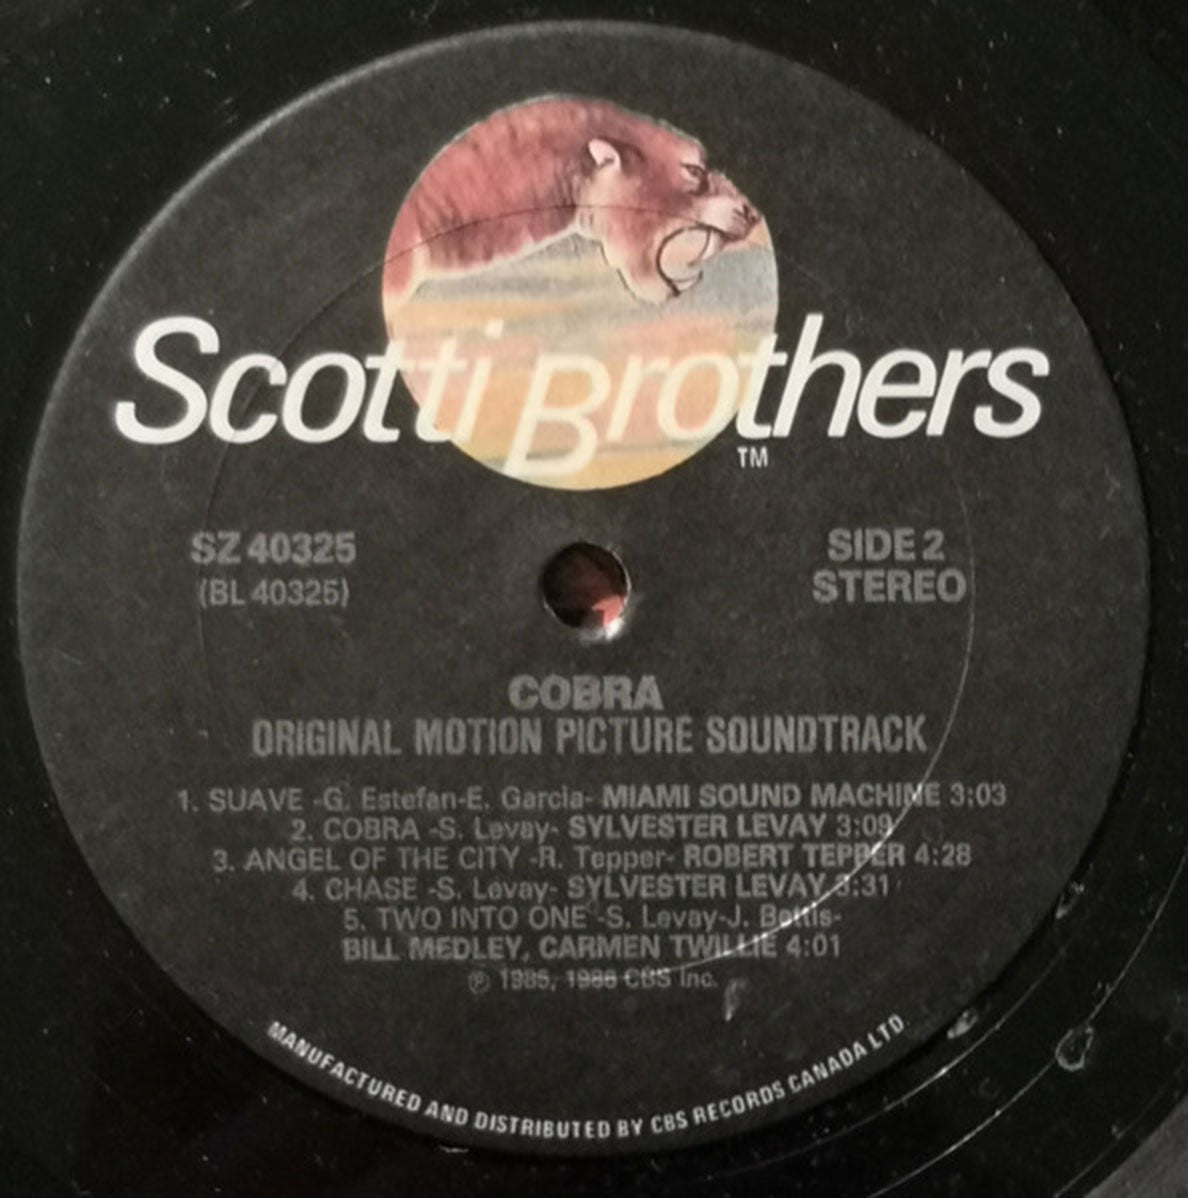 Scotti Brothers
TM
SZ 40325
(BL 40325)
SIDE 2
STEREO
COBRA
ORIGINAL MOTION PICTURE SOUNDTRACK
1. SUAVE -G. Estefan-E. Garcia- MIAMI SOUND MACHINE 3:03
2. COBRA -S. Levay- SYLVESTER LEVAY 3:09
3. ANGEL OF THE CITY -R. Tepper- ROBERT TEPPER 4:28
4. CHASE -S. Levay- SYLVESTER LEVAY 3:31
5. TWO INTO ONE -S. Levay-J. Bettis-
BILL MEDLEY, CARMEN TWILLIE 4:01
℗ 1985, 1986 CBS Inc.
MANUFACTURED AND DISTRIBUTED BY CBS RECORDS CANADA LTD